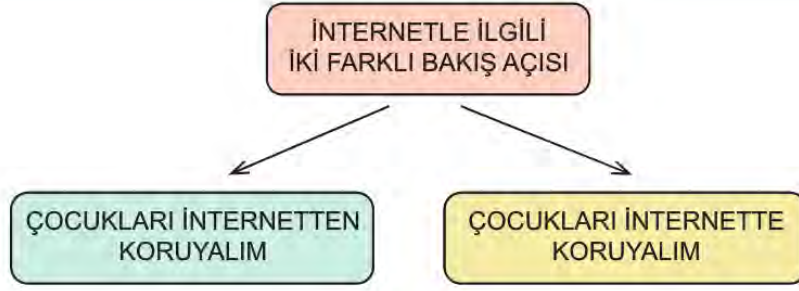 İNTERNETLE İLGİLİ
İKİ FARKLI BAKIŞ AÇISI
ÇOCUKLARI İNTERNETTEN
KORUYALIM
ÇOCUKLARI İNTERNETTE
KORUYALIM